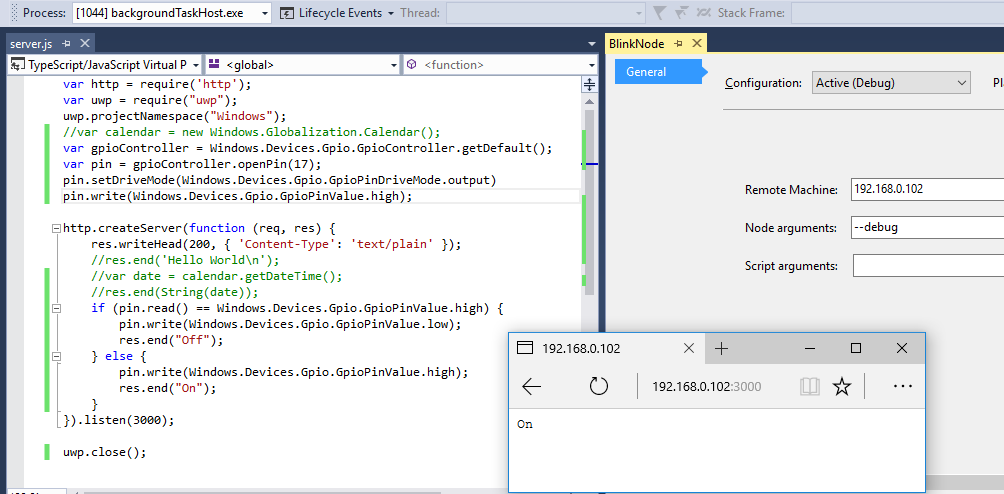 Process: [1044] backgroundTaskHost.exe Lifecycle Events Thread: Stack Frame:
server.js
TypeScript/JavaScript Virtual P <global> <function>
var http = require('http');
var uwp = require("uwp");
uwp.projectNamespace("Windows");
//var calendar = new Windows.Globalization.Calendar();
var gpioController = Windows.Devices.Gpio.GpioController.getDefault();
var pin = gpioController.openPin(17);
pin.setDriveMode(Windows.Devices.Gpio.GpioPinDriveMode.output)
pin.write(Windows.Devices.Gpio.GpioPinValue.high);
http.createServer(function (req, res) {
res.writeHead(200, { 'Content-Type': 'text/plain' });
//res.end('Hello World\n');
//var date = calendar.getDateTime();
//res.end(String(date));
if (pin.read() == Windows.Devices.Gpio.GpioPinValue.high) {
pin.write(Windows.Devices.Gpio.GpioPinValue.low);
res.end("Off");
} else {
pin.write(Windows.Devices.Gpio.GpioPinValue.high);
res.end("On");
}
}).listen(3000);
uwp.close();
BlinkNode
General
Configuration: Active (Debug) Pl
Remote Machine: 192.168.0.102
Node arguments: --debug
Script arguments:
192.168.0.102
192.168.0.102:3000
On